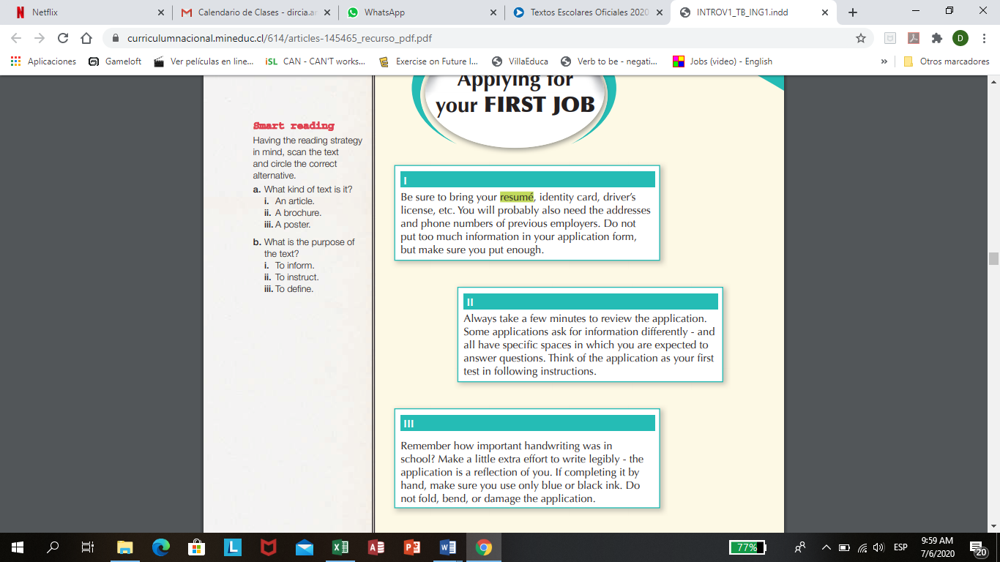 Netflix
Calendario de Clases - dircia.ar
WhatsApp
Textos Escolares Oficiales 2020
INTROV1_TB_ING1.indd
curriculumnacional.mineduc.cl/614/articles-145465_recurso_pdf.pdf
D
Aplicaciones
Gameloft
Ver películas en line...
iSL CAN - CAN'T works...
Exercise on Future I...
VillaEduca
Verb to be - negati...
Jobs (video) - English
»
Otros marcadores
Applying for
your FIRST JOB
Smart reading
Having the reading strategy
in mind, scan the text
and circle the correct
alternative.
a. What kind of text is it?
i. An article.
ii. A brochure.
iii. A poster.
b. What is the purpose of
the text?
i. To inform.
ii. To instruct.
iii. To define.
I
Be sure to bring your resumé, identity card, driver's
license, etc. You will probably also need the addresses
and phone numbers of previous employers. Do not
put too much information in your application form,
but make sure you put enough.
II
Always take a few minutes to review the application.
Some applications ask for information differently - and
all have specific spaces in which you are expected to
answer questions. Think of the application as your first
test in following instructions.
III
Remember how important handwriting was in
school? Make a little extra effort to write legibly - the
application is a reflection of you. If completing it by
hand, make sure you use only blue or black ink. Do
not fold, bend, or damage the application.
77%
ESP
9:59 AM
7/6/2020
20